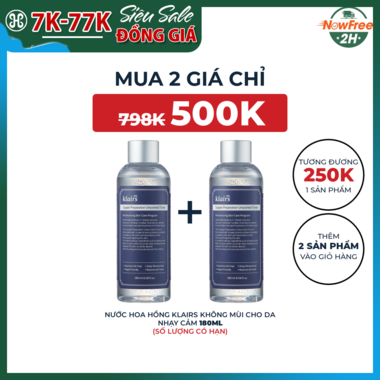 7K-77K
Siêu Sale
ĐỒNG GIÁ
NowFree
2H
MUA 2 GIÁ CHỈ
798K 500K
klairs
klairs
+
TƯƠNG ĐƯƠNG
250K
1 SẢN PHẨM
THÊM
2 SẢN PHẨM
VÀO GIỎ HÀNG
NƯỚC HOA HỒNG KLAIRS KHÔNG MÙI CHO DA
NHẠY CẢM 180ML
(SỐ LƯỢNG CÓ HẠN)